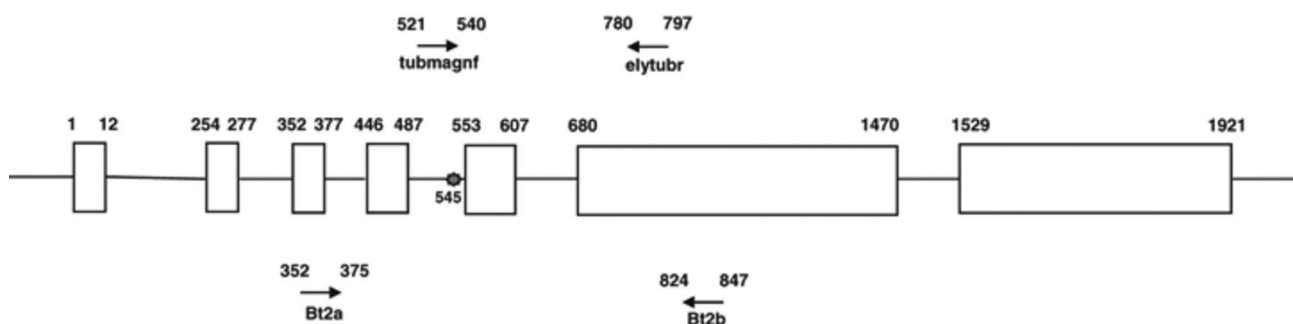 521 540
tubmagnf
780 797
elytubr
1 12 254 277 352 377 446 487 553 607 680 1470 1529 1921
545
352 375
Bt2a
824 847
Bt2b